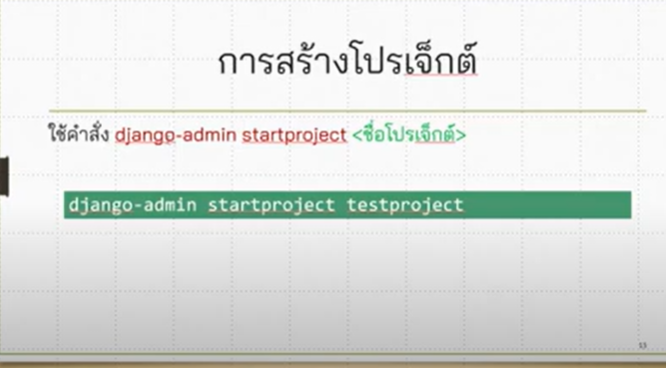 การสร้างโปรเจ็กต์
ใช้คำสั่ง django-admin startproject <ชื่อโปรเจ็กต์>
django-admin startproject testproject
13